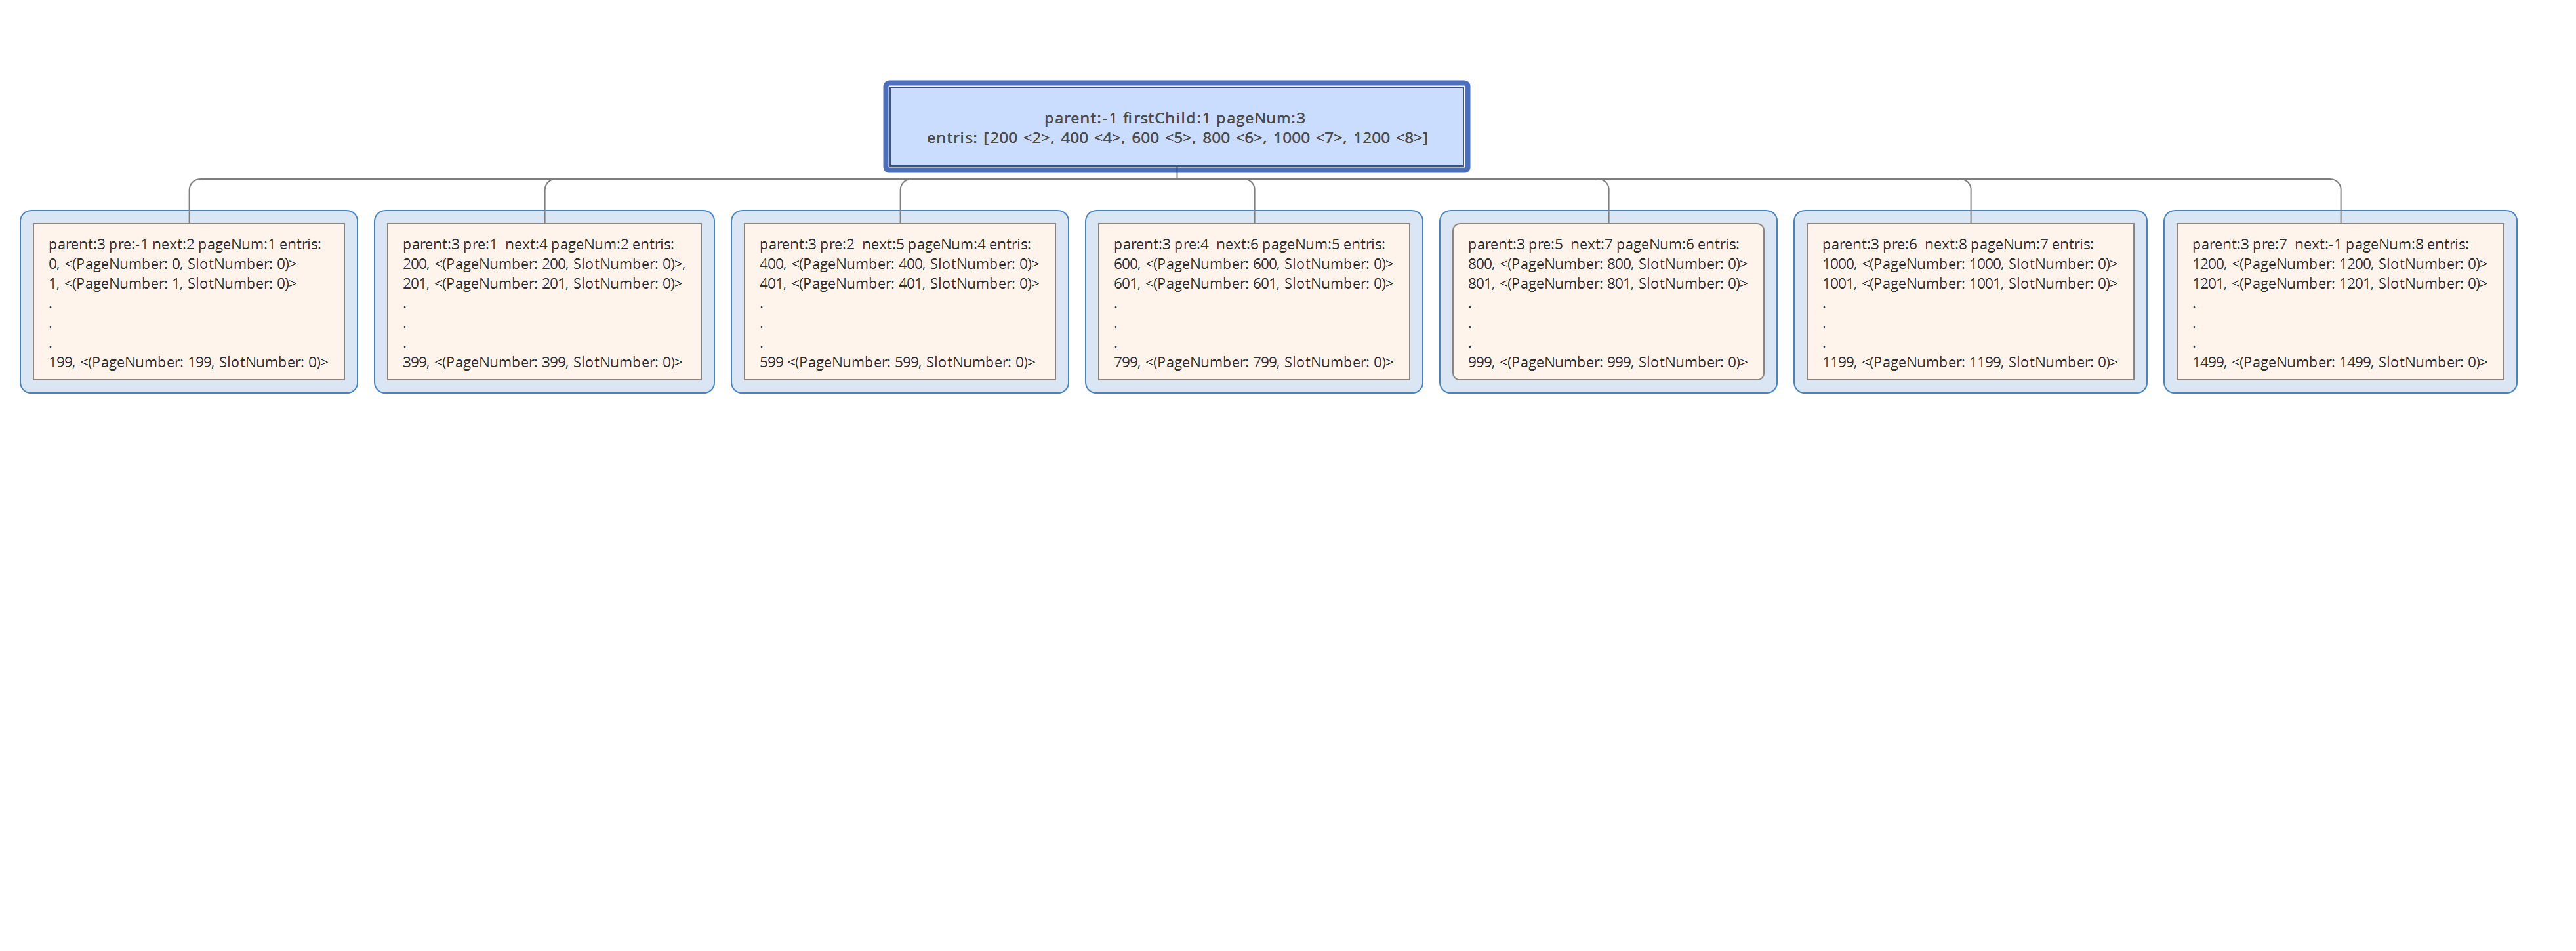 parent:-1 firstChild:1 pageNum:3
entris: [200 <2>, 400 <4>, 600 <5>, 800 <6>, 1000 <7>, 1200 <8>]
parent:3 pre:-1 next:2 pageNum:1 entris:
0, <(PageNumber: 0, SlotNumber: 0)>
1, <(PageNumber: 1, SlotNumber: 0)>
.
.
.
199, <(PageNumber: 199, SlotNumber: 0)>
parent:3 pre:1  next:4 pageNum:2 entris:
200, <(PageNumber: 200, SlotNumber: 0)>,
201, <(PageNumber: 201, SlotNumber: 0)>
.
.
.
399, <(PageNumber: 399, SlotNumber: 0)>
parent:3 pre:2  next:5 pageNum:4 entris:
400, <(PageNumber: 400, SlotNumber: 0)>
401, <(PageNumber: 401, SlotNumber: 0)>
.
.
.
599 <(PageNumber: 599, SlotNumber: 0)>
parent:3 pre:4  next:6 pageNum:5 entris:
600, <(PageNumber: 600, SlotNumber: 0)>
601, <(PageNumber: 601, SlotNumber: 0)>
.
.
.
799, <(PageNumber: 799, SlotNumber: 0)>
parent:3 pre:5  next:7 pageNum:6 entris:
800, <(PageNumber: 800, SlotNumber: 0)>
801, <(PageNumber: 801, SlotNumber: 0)>
.
.
.
999, <(PageNumber: 999, SlotNumber: 0)>
parent:3 pre:6  next:8 pageNum:7 entris:
1000, <(PageNumber: 1000, SlotNumber: 0)>
1001, <(PageNumber: 1001, SlotNumber: 0)>
.
.
.
1199, <(PageNumber: 1199, SlotNumber: 0)>
parent:3 pre:7  next:-1 pageNum:8 entris:
1200, <(PageNumber: 1200, SlotNumber: 0)>
1201, <(PageNumber: 1201, SlotNumber: 0)>
.
.
.
1499, <(PageNumber: 1499, SlotNumber: 0)>